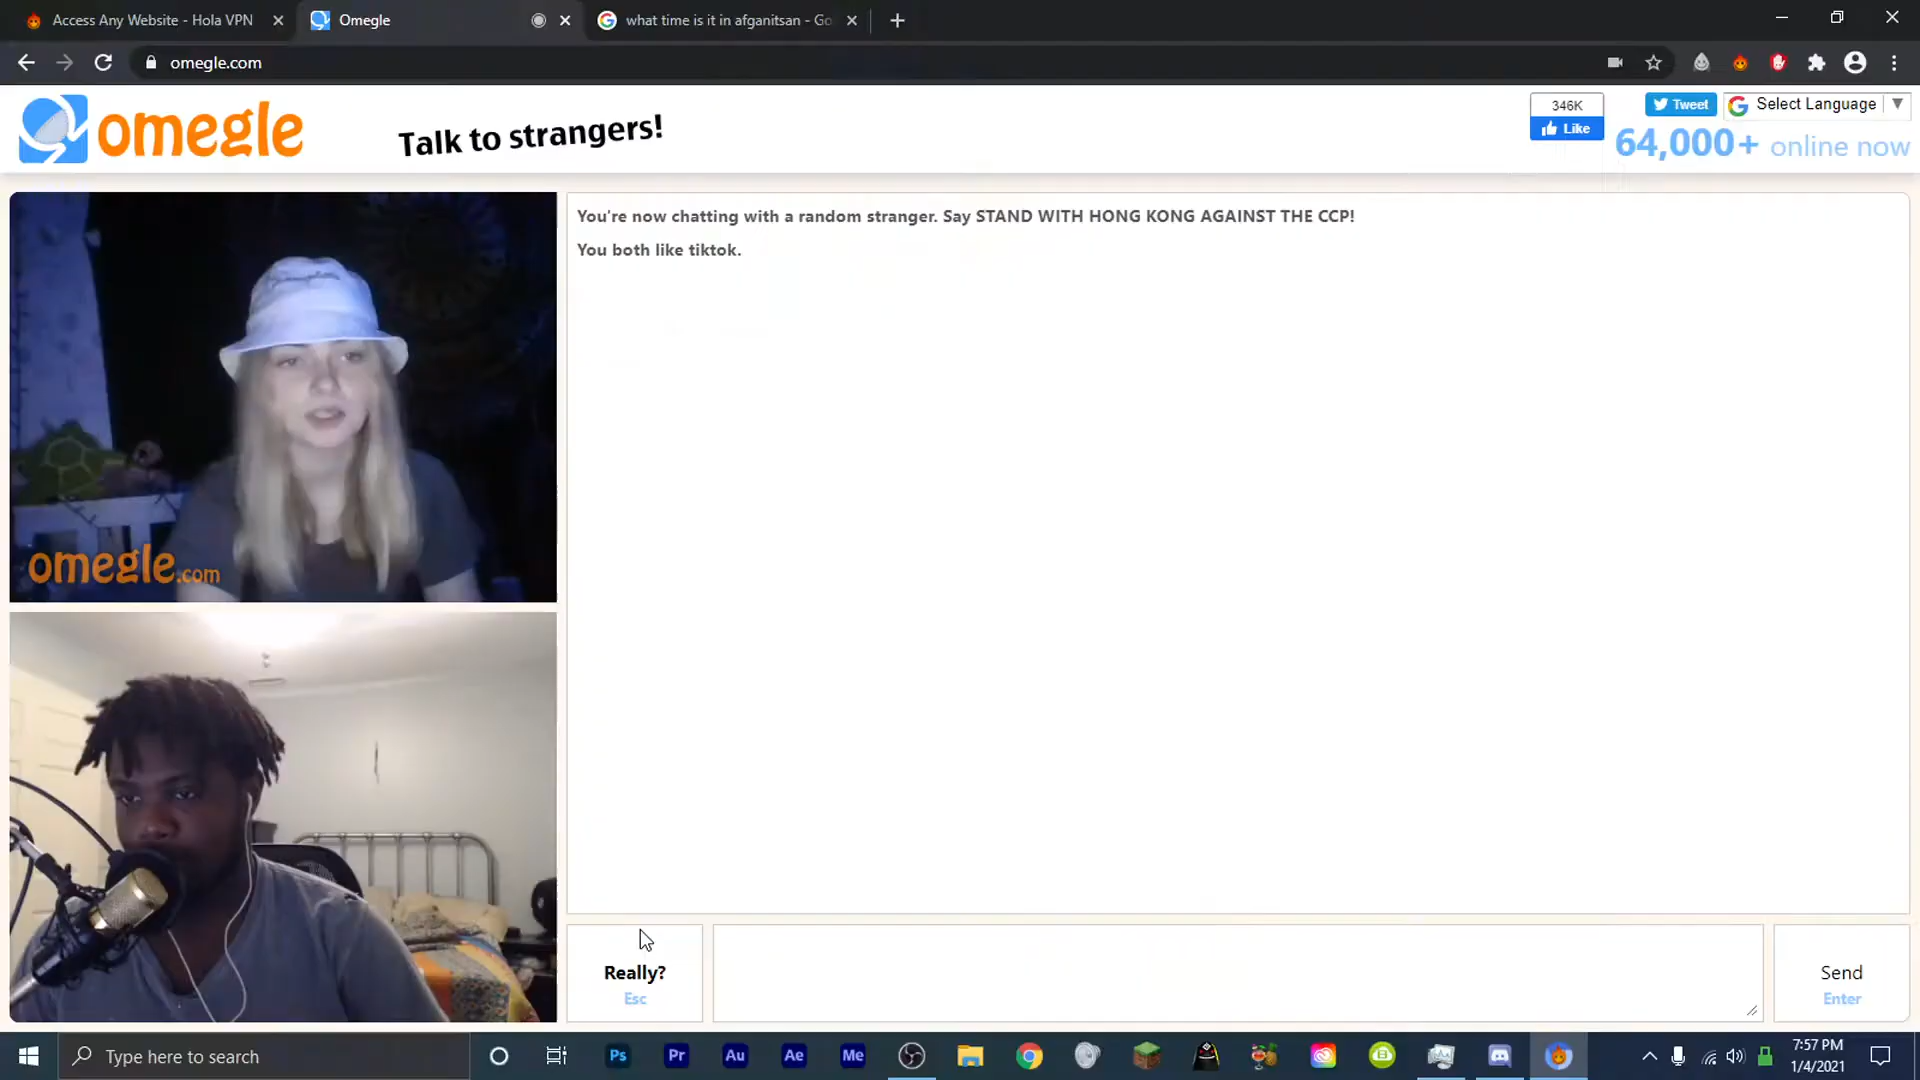 Access Any Website - Hola VPN
Omegle
what time is it in afganitsan - Go
omegle.com
omegle
Talk to strangers!
346K
Like
Tweet
Select Language
64,000+ online now
You're now chatting with a random stranger. Say STAND WITH HONG KONG AGAINST THE CCP!
You both like tiktok.
omegle.com
Really?
Esc
Send
Enter
Type here to search
Ps
Pr
Au
Ae
Me
7:57 PM
1/4/2021